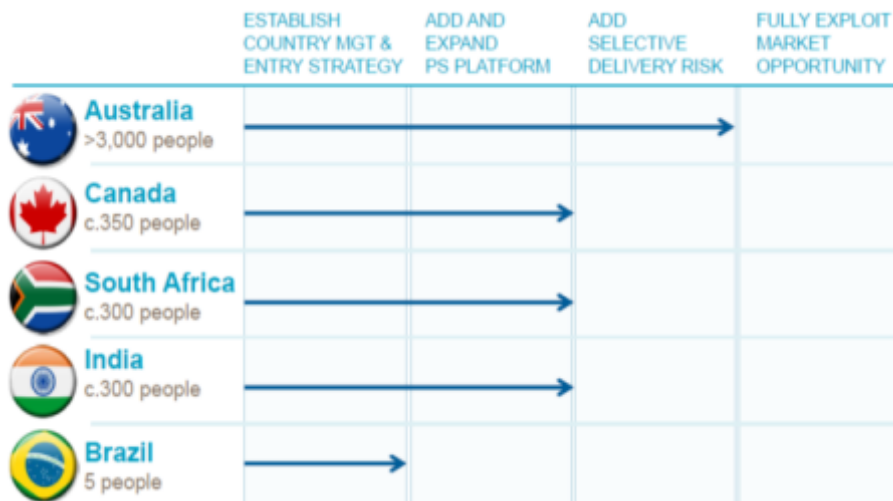 ESTABLISH
COUNTRY MGT &
ENTRY STRATEGY
ADD AND
EXPAND
PS PLATFORM
ADD
SELECTIVE
DELIVERY RISK
FULLY EXPLOIT
MARKET
OPPORTUNITY
Australia
>3,000 people
Canada
c.350 people
South Africa
c.300 people
India
c.300 people
Brazil
5 people